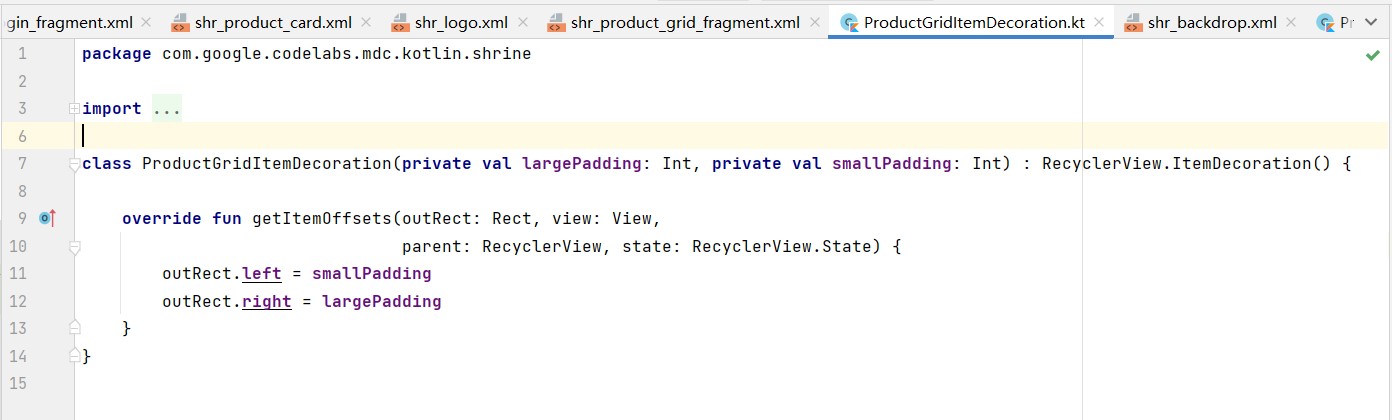 gin_fragment.xml shr_product_card.xml shr_logo.xml shr_product_grid_fragment.xml ProductGridItemDecoration.kt shr_backdrop.xml Pr
1 package com.google.codelabs.mdc.kotlin.shrine
2
3 import ...
6
7 class ProductGridItemDecoration(private val largePadding: Int, private val smallPadding: Int) : RecyclerView.ItemDecoration() {
8
9 override fun getItemOffsets(outRect: Rect, view: View,
10 parent: RecyclerView, state: RecyclerView.State) {
11 outRect.left = smallPadding
12 outRect.right = largePadding
13 }
14 }
15